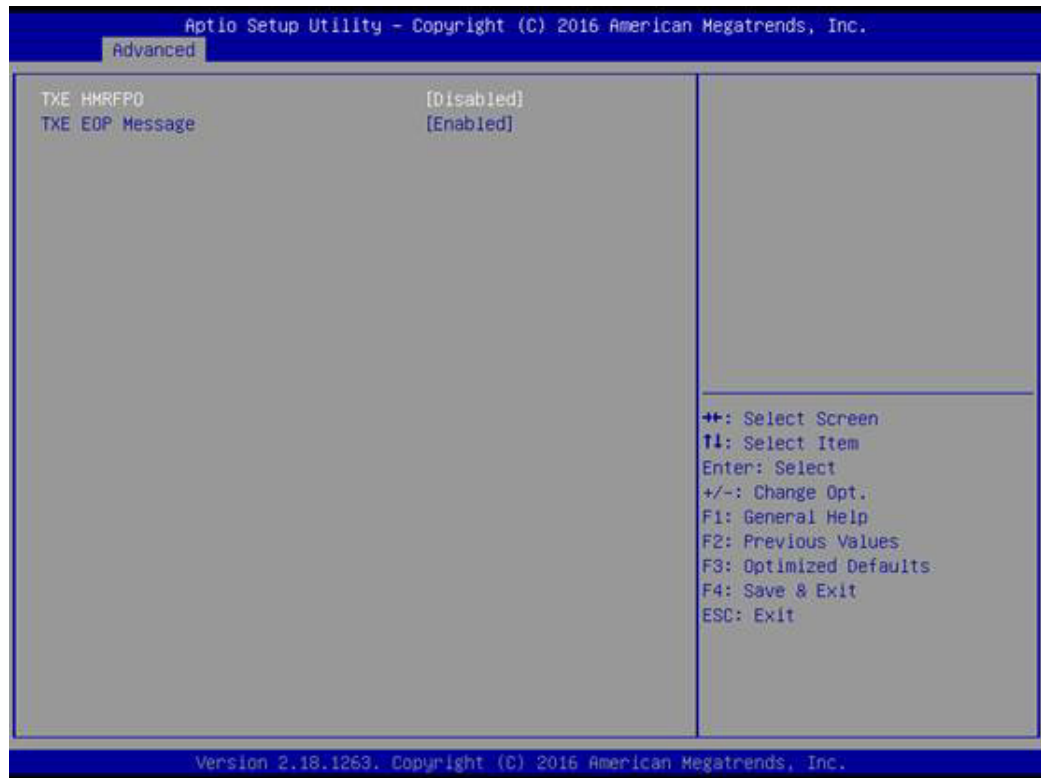 Aptio Setup Utility – Copyright (C) 2016 American Megatrends, Inc.
Advanced
TXE HMRFPO [Disabled]
TXE EOP Message [Enabled]
→←: Select Screen
↑↓: Select Item
Enter: Select
+/-: Change Opt.
F1: General Help
F2: Previous Values
F3: Optimized Defaults
F4: Save & Exit
ESC: Exit
Version 2.18.1263. Copyright (C) 2016 American Megatrends, Inc.